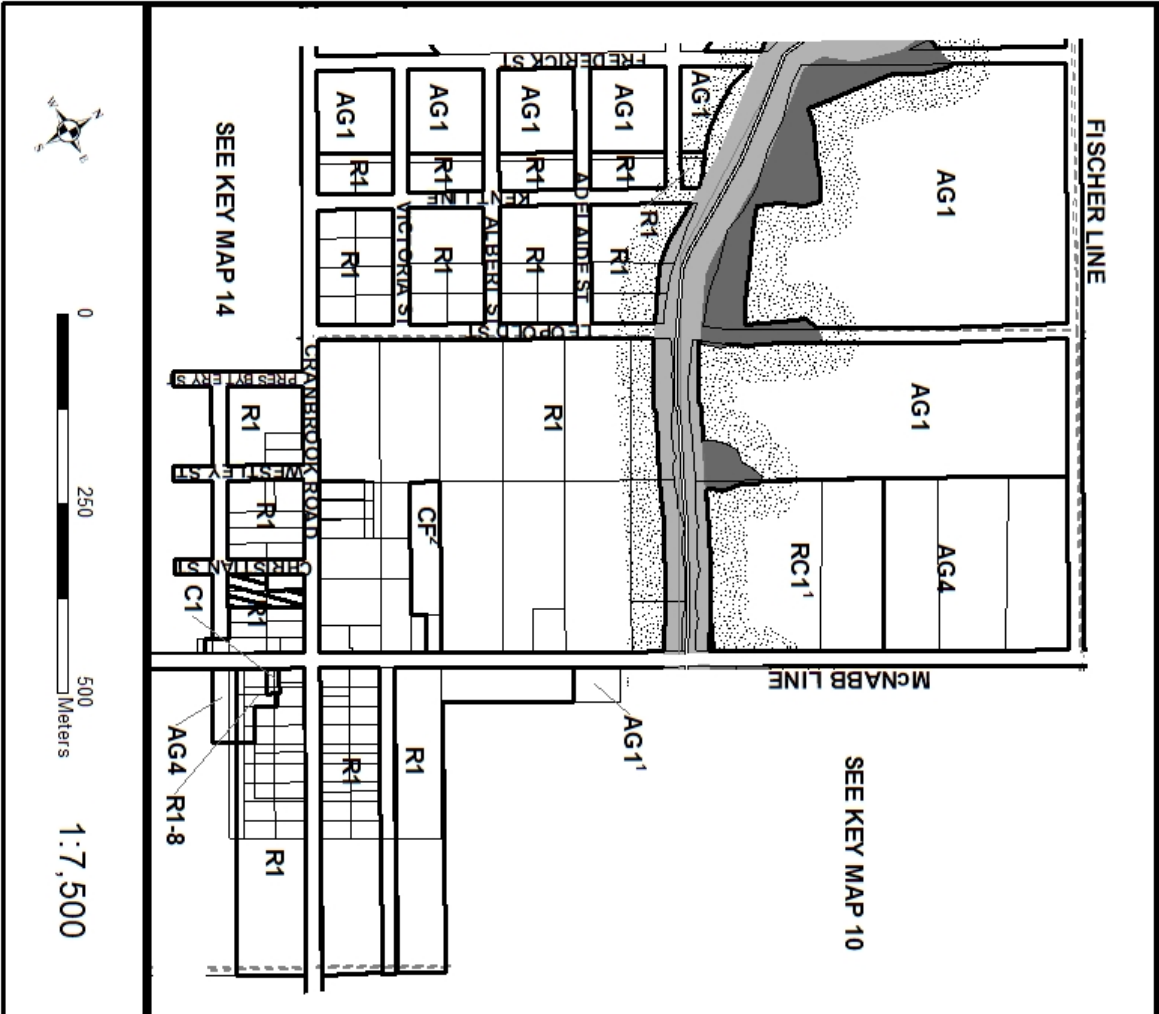 FREDERICK ST
FISCHER LINE
AG1
AG1
AG1
AG1
AG1
AG1
R1
R1
R1
R1
KENT LINE
ADELAIDE ST
VICTORIA ST
ALBERT S
R1
R1
R1
R1
R1
LEOPOLD ST
SEE KEY MAP 14
CRANBROOK ROAD
PRESBYTERY S
WESTLEY ST
CHRISTIAN ST
R1
R1
R1
C1
R1
CF²
AG1
RC1¹
AG4
McNABB LINE
AG1¹
R1
R1
R1
AG4
R1-8
SEE KEY MAP 10
N
E
S
W
0
250
500
Meters
1:7,500